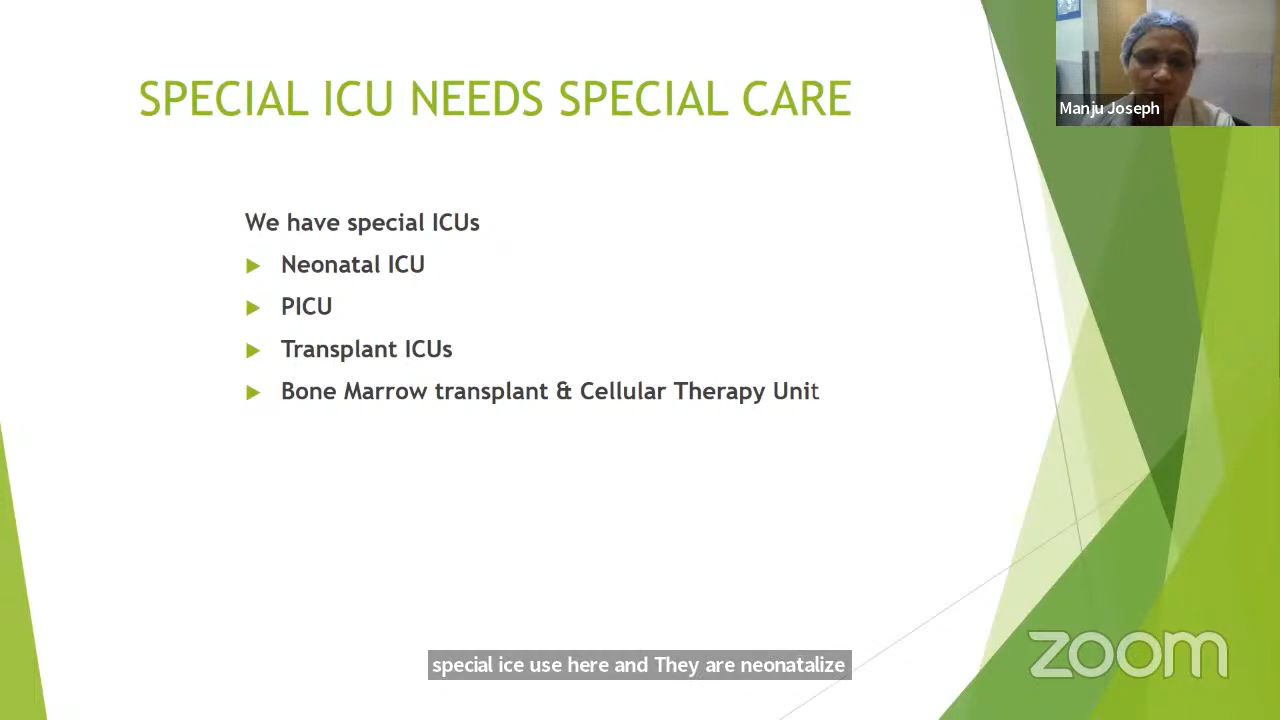 SPECIAL ICU NEEDS SPECIAL CARE
Manju Joseph
We have special ICUs
Neonatal ICU
PICU
Transplant ICUs
Bone Marrow transplant & Cellular Therapy Unit
special ice use here and They are neonatalize
zoom